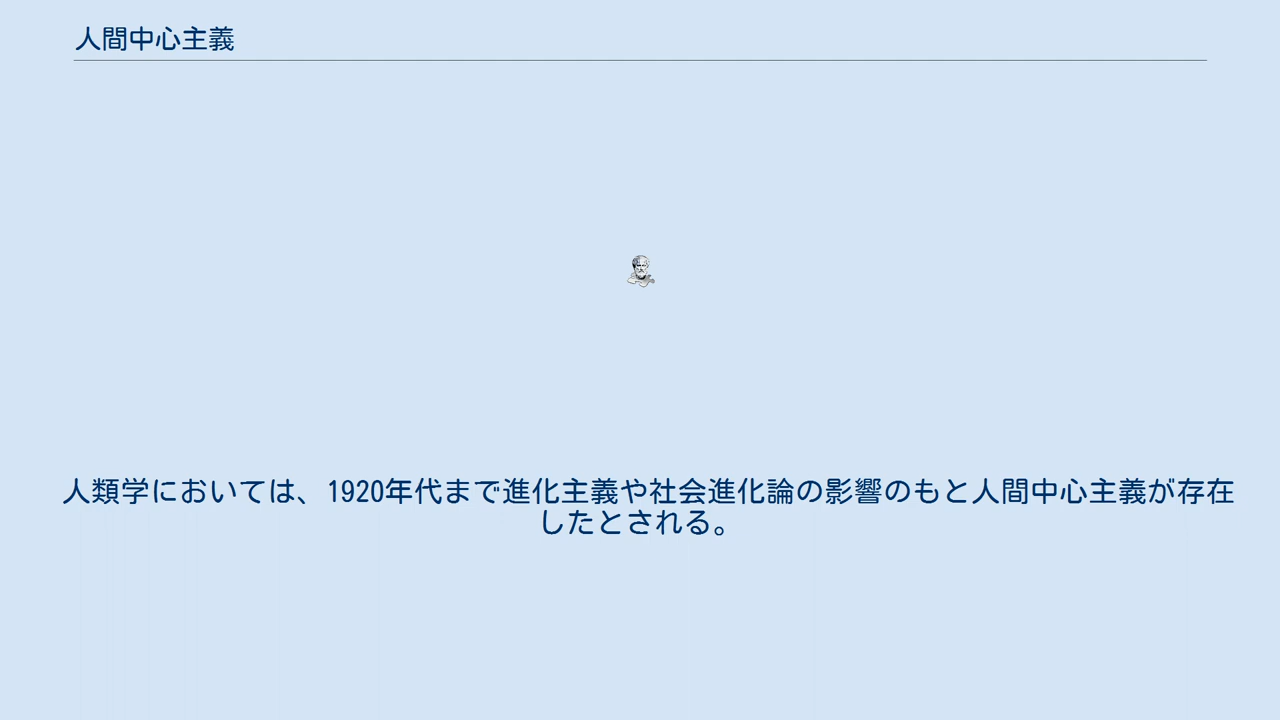 人間中心主義
人類学においては、1920年代まで進化主義や社会進化論の影響のもと人間中心主義が存在
したとされる。